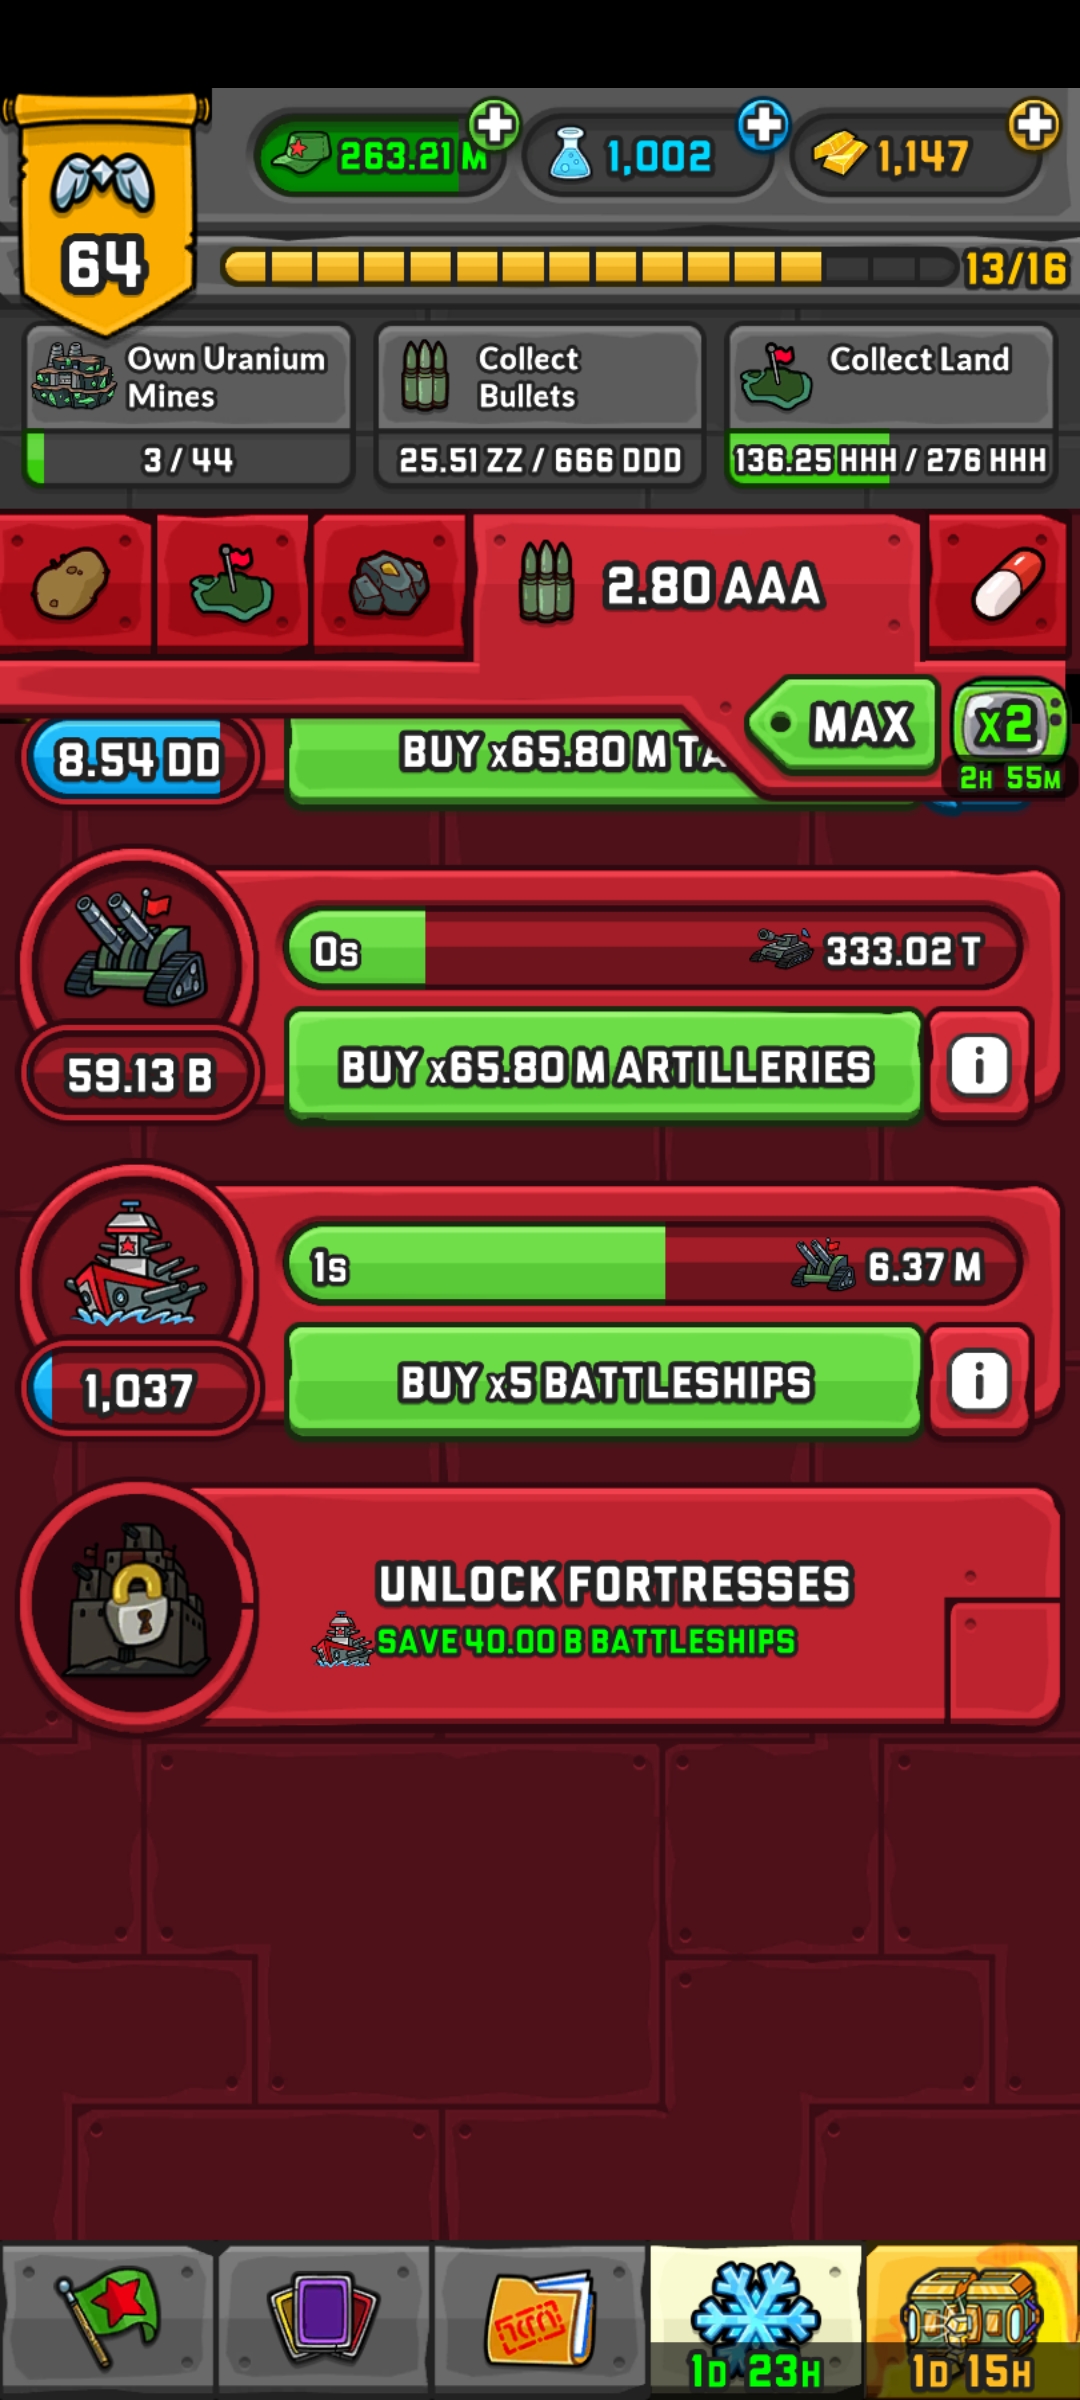 64
263.21 M
1,002
1,147
13/16
Own Uranium
Mines
3 / 44
Collect
Bullets
25.51 ZZ / 666 DDD
Collect Land
136.25 HHH / 276 HHH
2.80 AAA
MAX
x2
2H 55M
8.54 DD
BUY x65.80 M TA
0s
333.02 T
59.13 B
BUY x65.80 M ARTILLERIES
i
1s
6.37 M
1,037
BUY x5 BATTLESHIPS
i
UNLOCK FORTRESSES
SAVE 40.00 B BATTLESHIPS
1D 23H
1D 15H